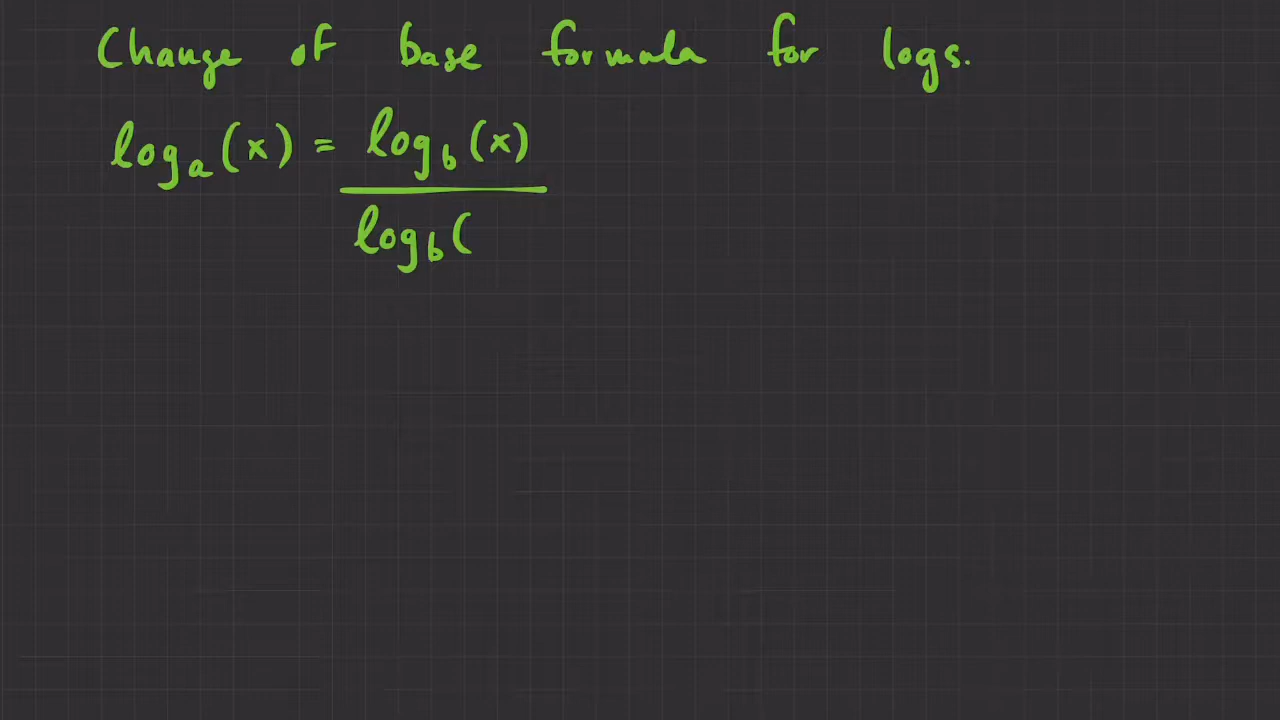 Change of base formula for logs.
logₐ(x) = log_b(x)
log_b(